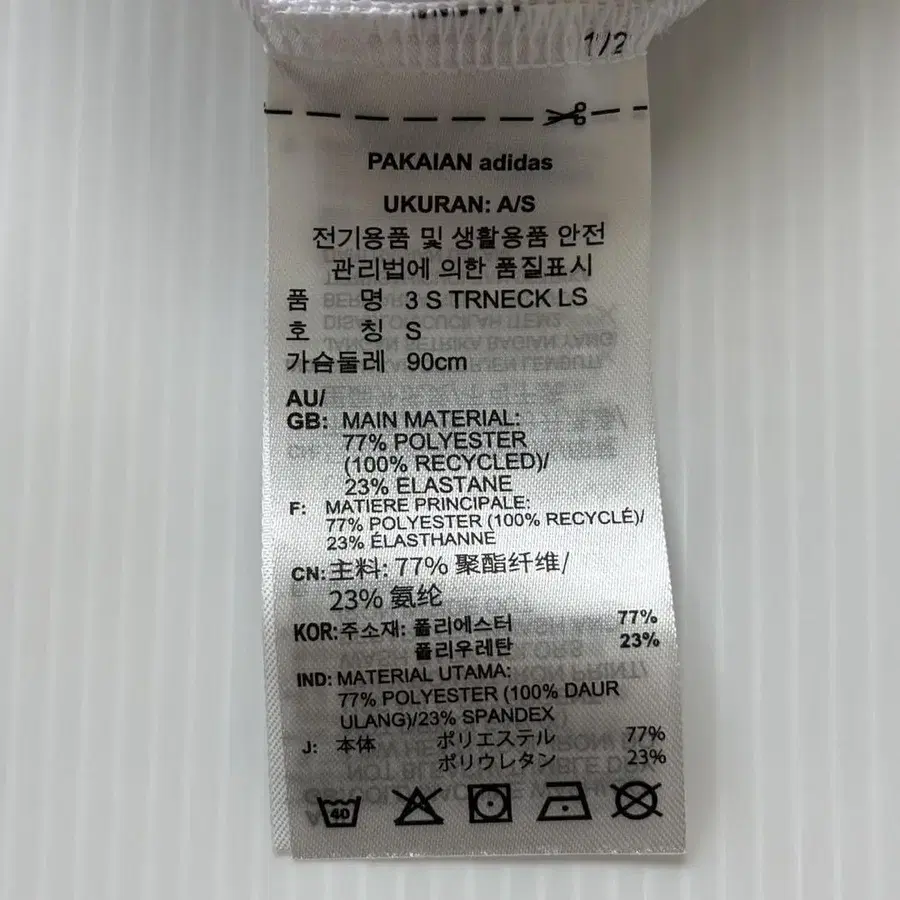 1/2
PAKAIAN adidas
UKURAN: A/S
전기용품 및 생활용품 안전
관리법에 의한 품질표시
품 명 3 S TRNECK LS
호 칭 S
가슴둘레 90cm
AU/
GB: MAIN MATERIAL:
77% POLYESTER
(100% RECYCLED)/
23% ELASTANE
F: MATIERE PRINCIPALE:
77% POLYESTER (100% RECYCLÉ)/
23% ÉLASTHANNE
CN: 主料: 77% 聚酯纤维/
23% 氨纶
KOR: 주소재: 폴리에스터 77%
폴리우레탄 23%
IND: MATERIAL UTAMA:
77% POLYESTER (100% DAUR
ULANG)/23% SPANDEX
J: 本体 ポリエステル 77%
ポリウレタン 23%
40